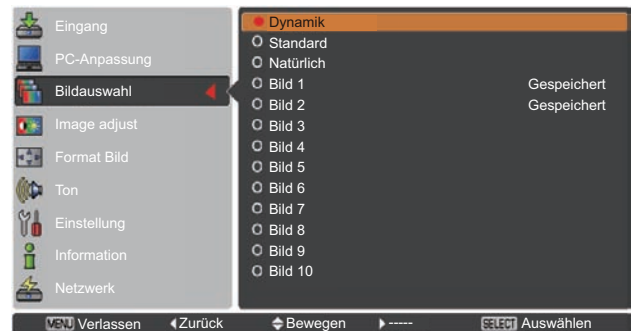 Eingang
PC-Anpassung
Bildauswahl
Image adjust
Format Bild
Ton
Einstellung
Information
Netzwerk
Dynamik
Standard
Natürlich
Bild 1 Gespeichert
Bild 2 Gespeichert
Bild 3
Bild 4
Bild 5
Bild 6
Bild 7
Bild 8
Bild 9
Bild 10
MENU Verlassen Zurück Bewegen ----- SELECT Auswählen